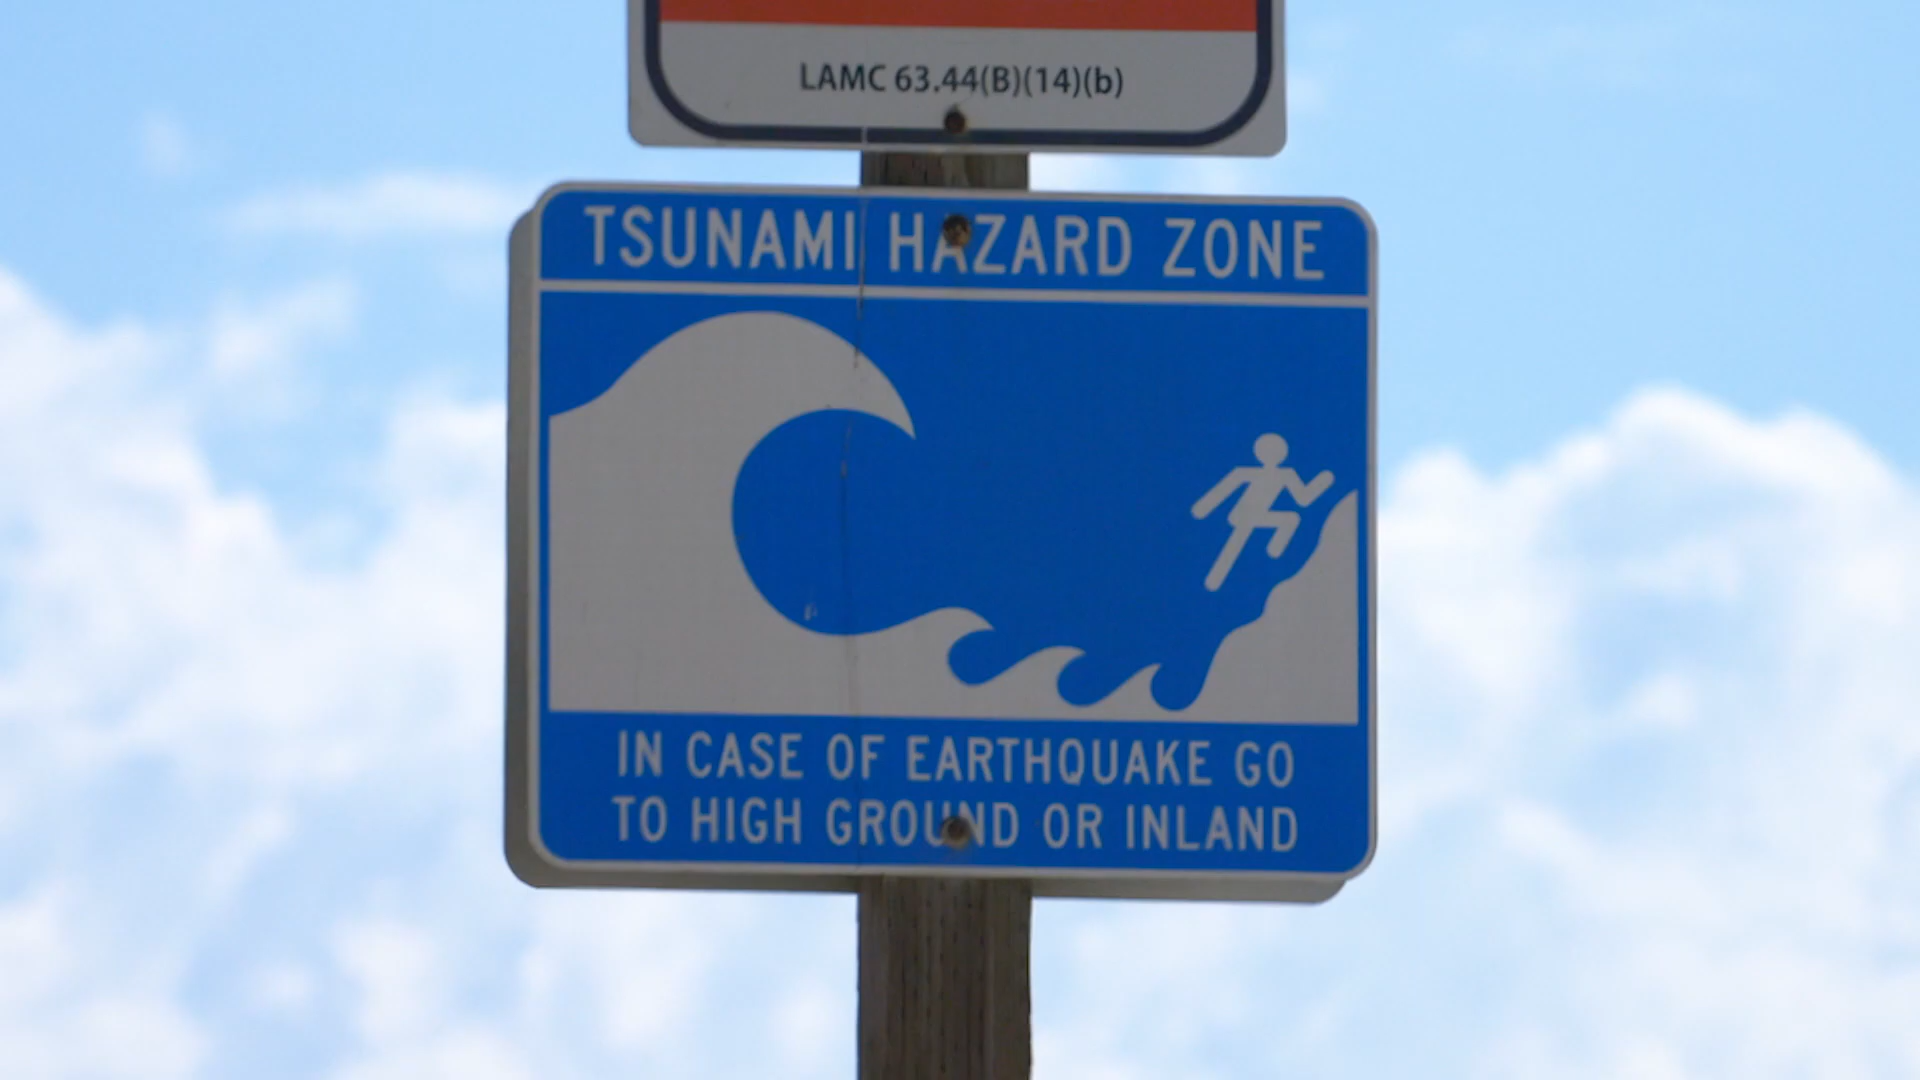 LAMC 63.44(B)(14)(b)
TSUNAMI HAZARD ZONE
IN CASE OF EARTHQUAKE GO
TO HIGH GROUND OR INLAND